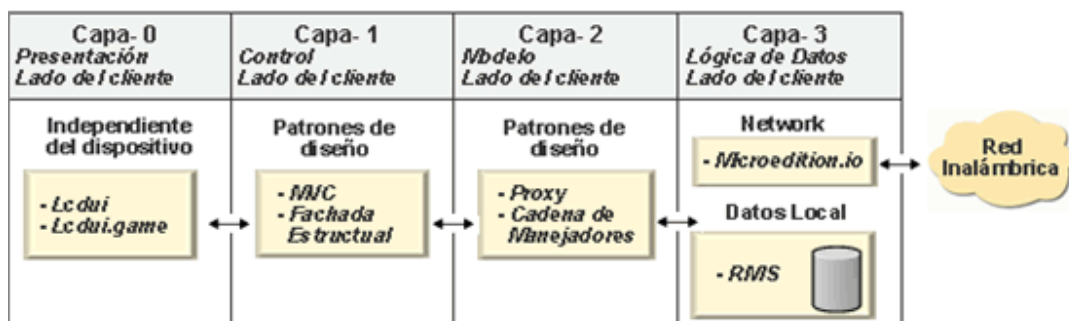 Capa- 0
Presentación
Lado del cliente
Capa- 1
Control
Lado del cliente
Capa- 2
Modelo
Lado del cliente
Capa- 3
Lógica de Datos
Lado del cliente
Independiente
del dispositivo
- Lcdui
- Lcdui.game
Patrones de
diseño
- MVC
- Fachada
Estructual
Patrones de
diseño
- Proxy
- Cadena de
Manejadores
Network
- Microedition.io
Datos Local
- RMS
Red
Inalámbrica